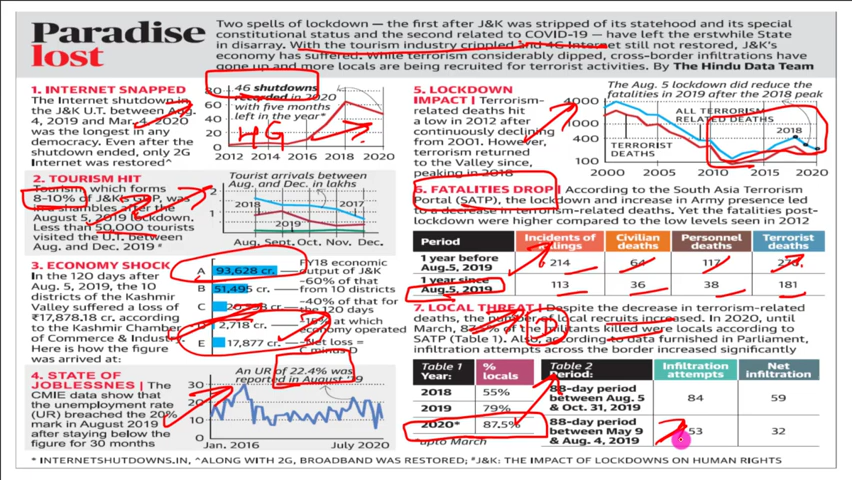 Paradise
lost
Two spells of lockdown — the first after J&K was stripped of its statehood and its special
constitutional status and the second related to COVID-19 — have left the erstwhile State
in disarray. With the tourism industry crippled and 4G Internet still not restored, J&K's
economy has suffered. While terrorism considerably dipped, cross-border infiltrations have
gone up and more locals are being recruited for terrorist activities. By The Hindu Data Team
1. INTERNET SNAPPED
The Internet shutdown in
the J&K U.T. between Aug.
4, 2019 and Mar. 4, 2020
was the longest in any
democracy. Even after the
shutdown ended, only 2G
Internet was restored^
46 shutdowns
recorded in 2020
with five months
left in the year*
80
60
40
20
0
2012 2014 2016 2018 2020
4G
2. TOURISM HIT
Tourism, which forms
8-10% of J&K's GDP, was
in shambles after the
August 5, 2019 lockdown.
Less than 50,000 tourists
visited the U.T. between
Aug. and Dec. 2019*
Tourist arrivals between
Aug. and Dec. in lakhs
2
1
0
2018
2017
2019
Aug. Sept. Oct. Nov. Dec.
3. ECONOMY SHOCK
In the 120 days after
Aug. 5, 2019, the 10
districts of the Kashmir
Valley suffered a loss of
₹17,878.18 cr, according
to the Kashmir Chamber
of Commerce & Industry.
Here is how the figure
was arrived at:
A 93,628 cr. FY18 economic
output of J&K
B 51,495 cr. -60% of that
from 10 districts
C cr. -40% of that for
the 120 days
2,718 cr. economy operated
E 17,877 cr. Net loss =
C minus D
4. STATE OF
JOBLESSNES | The
CMIE data show that
the unemployment rate
(UR) breached the 20%
mark in August 2019
after staying below the
figure for 30 months
An UR of 22.4% was
reported in August '19
30
20
10
0
Jan. 2016 July 2020
5. LOCKDOWN
IMPACT | Terrorism-
related deaths hit
a low in 2012 after
continuously declining
from 2001. However,
terrorism returned to
the Valley since,
peaking in 2018
The Aug. 5 lockdown did reduce the
fatalities in 2019 after the 2018 peak
4000
1000
400
100
ALL TERRORISM
RELATED DEATHS
TERRORIST
DEATHS
2018
2000 2005 2010 2015 2020
6. FATALITIES DROP | According to the South Asia Terrorism
Portal (SATP), the lockdown and increase in Army presence led
to a decrease in terrorism-related deaths. Yet the fatalities post-
lockdown were higher compared to the low levels seen in 2012
Period Incidents of killings Civilian deaths Personnel deaths Terrorist deaths
1 year before Aug.5, 2019 214 64 117
1 year since Aug.5, 2019 113 36 38 181
7. LOCAL THREAT | Despite the decrease in terrorism-related
deaths, the number of local recruits increased. In 2020, until
March, 87.5% of the militants killed were locals according to
SATP (Table 1). Also, according to data furnished in Parliament,
infiltration attempts across the border increased significantly
Table 1
Year: % locals
2018 55%
2019 79%
2020* 87.5%
*upto March
Table 2
Period: Infiltration attempts Net infiltration
88-day period between Aug. 5 & Oct. 31, 2019 84 59
88-day period between May 9 & Aug. 4, 2019 53 32
* INTERNETSHUTDOWNS.IN, ^ALONG WITH 2G, BROADBAND WAS RESTORED; *J&K: THE IMPACT OF LOCKDOWNS ON HUMAN RIGHTS